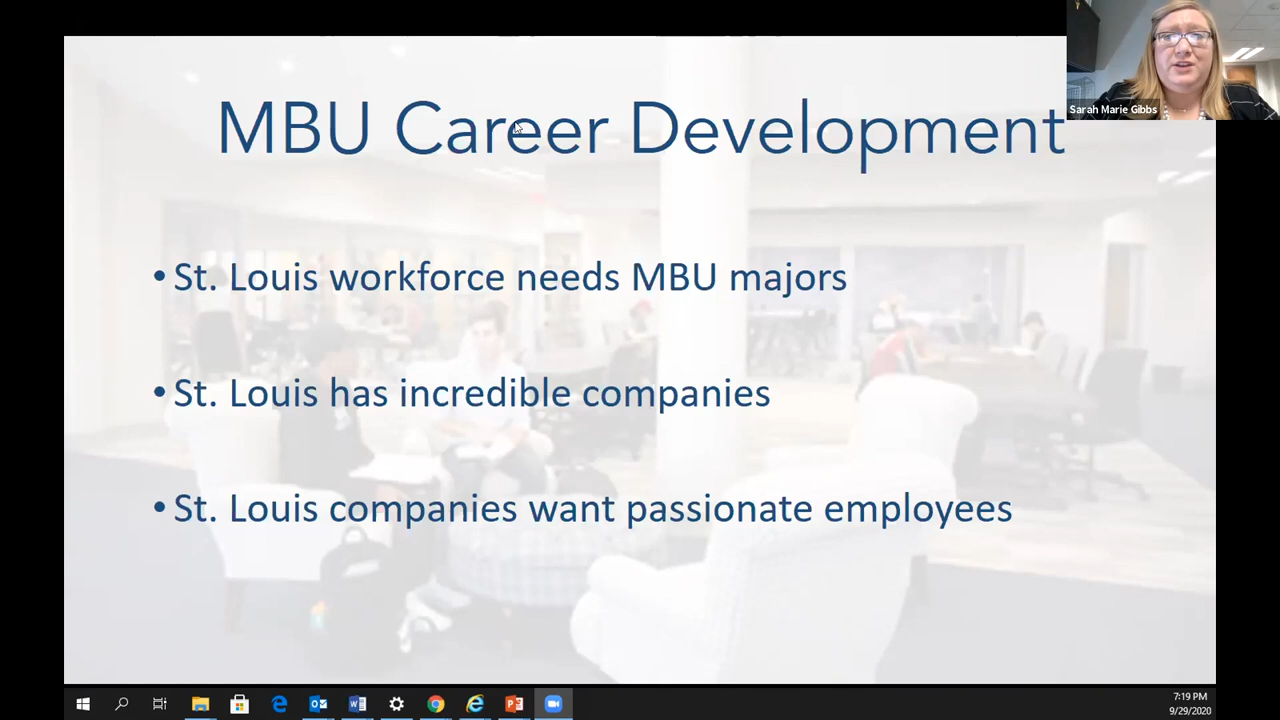 MBU Career Development
Sarah Marie Gibbs
• St. Louis workforce needs MBU majors
• St. Louis has incredible companies
• St. Louis companies want passionate employees
7:19 PM
9/29/2020